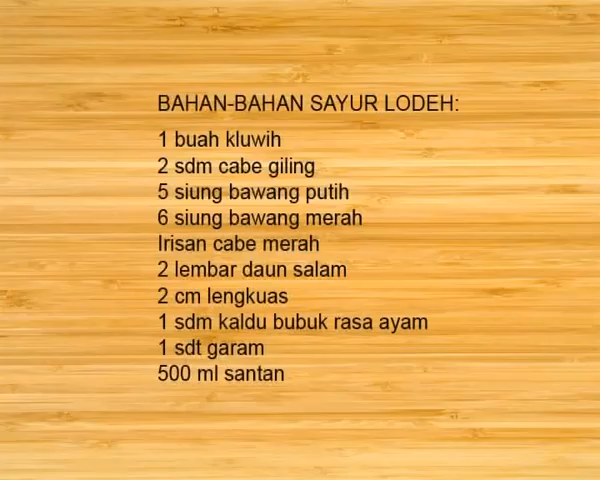 BAHAN-BAHAN SAYUR LODEH:
1 buah kluwih
2 sdm cabe giling
5 siung bawang putih
6 siung bawang merah
Irisan cabe merah
2 lembar daun salam
2 cm lengkuas
1 sdm kaldu bubuk rasa ayam
1 sdt garam
500 ml santan